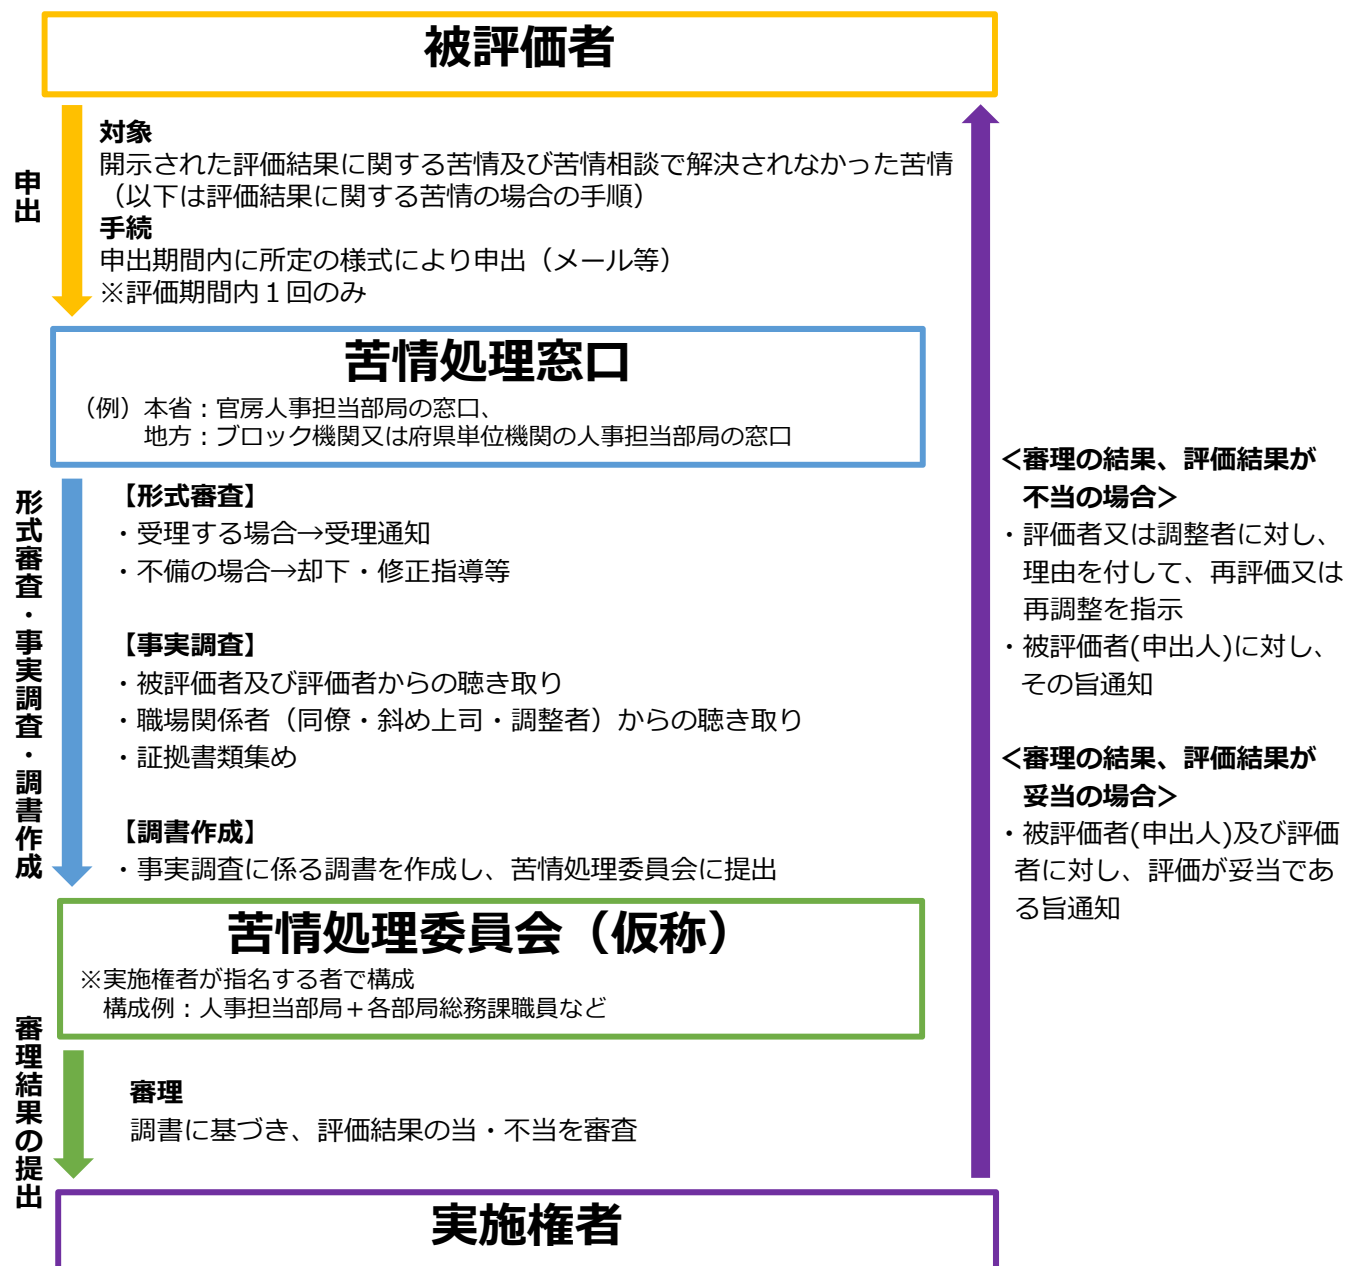 被評価者
申出
対象
開示された評価結果に関する苦情及び苦情相談で解決されなかった苦情
（以下は評価結果に関する苦情の場合の手順）
手続
申出期間内に所定の様式により申出（メール等）
※評価期間内１回のみ
苦情処理窓口
（例）本省：官房人事担当部局の窓口、
地方：ブロック機関又は府県単位機関の人事担当部局の窓口
形式審査・事実調査・調書作成
【形式審査】
・受理する場合→受理通知
・不備の場合→却下・修正指導等
【事実調査】
・被評価者及び評価者からの聴き取り
・職場関係者（同僚・斜め上司・調整者）からの聴き取り
・証拠書類集め
【調書作成】
・事実調査に係る調書を作成し、苦情処理委員会に提出
苦情処理委員会（仮称）
※実施権者が指名する者で構成
構成例：人事担当部局＋各部局総務課職員など
審理結果の提出
審理
調書に基づき、評価結果の当・不当を審査
実施権者
＜審理の結果、評価結果が
不当の場合＞
・評価者又は調整者に対し、
理由を付して、再評価又は
再調整を指示
・被評価者(申出人)に対し、
その旨通知
＜審理の結果、評価結果が
妥当の場合＞
・被評価者(申出人)及び評価
者に対し、評価が妥当であ
る旨通知